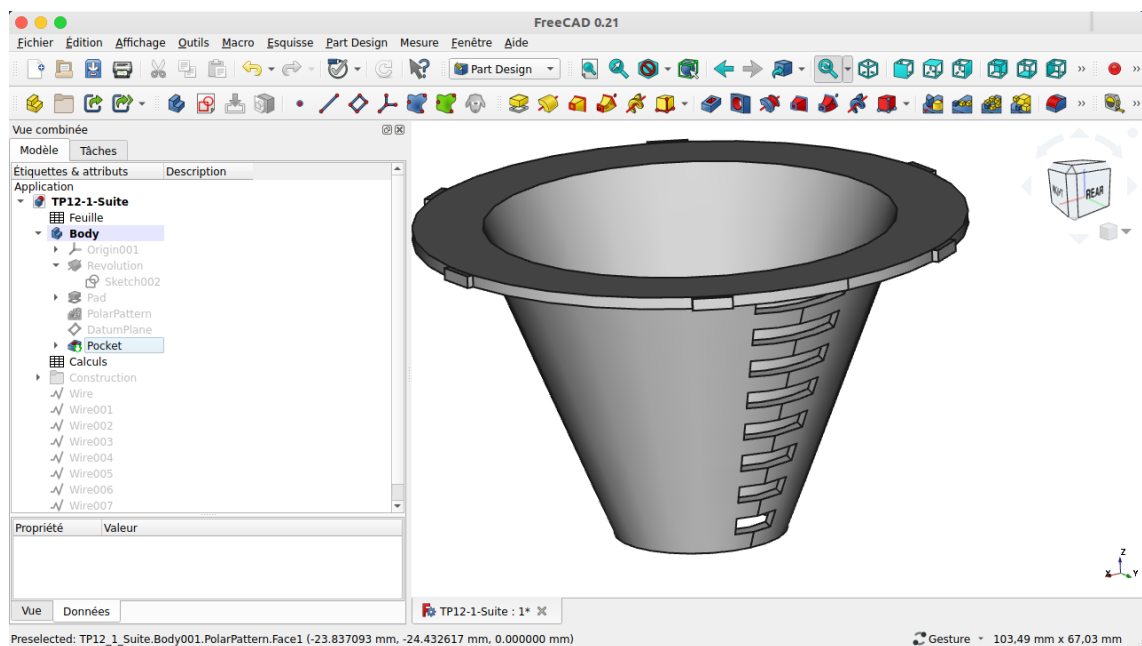 FreeCAD 0.21
Fichier Édition Affichage Outils Macro Esquisse Part Design Mesure Fenêtre Aide
Part Design
Vue combinée
Modèle Tâches
Étiquettes & attributs Description
Application
TP12-1-Suite
Feuille
Body
Origin001
Revolution
Sketch002
Pad
PolarPattern
DatumPlane
Pocket
Calculs
Construction
Wire
Wire001
Wire002
Wire003
Wire004
Wire005
Wire006
Wire007
Propriété Valeur
REAR
Z
X Y
Vue Données
TP12-1-Suite : 1*
Preselected: TP12_1_Suite.Body001.PolarPattern.Face1 (-23.837093 mm, -24.432617 mm, 0.000000 mm)
Gesture 103,49 mm x 67,03 mm